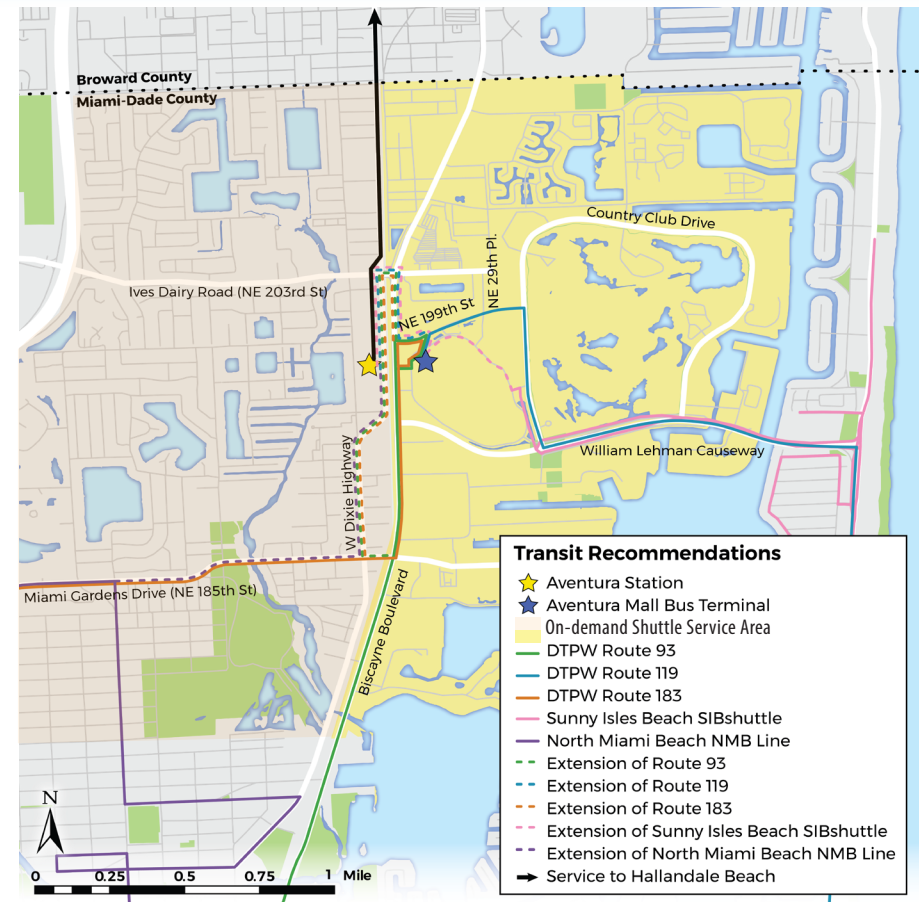 Broward County
Miami-Dade County
Country Club Drive
NE 29th Pl.
Ives Dairy Road (NE 203rd St)
NE 199th St
William Lehman Causeway
W Dixie Highway
Miami Gardens Drive (NE 185th St)
Biscayne Boulevard
Transit Recommendations
Aventura Station
Aventura Mall Bus Terminal
On-demand Shuttle Service Area
DTPW Route 93
DTPW Route 119
DTPW Route 183
Sunny Isles Beach SIBshuttle
North Miami Beach NMB Line
Extension of Route 93
Extension of Route 119
Extension of Route 183
Extension of Sunny Isles Beach SIBshuttle
Extension of North Miami Beach NMB Line
Service to Hallandale Beach
N
0 0.25 0.5 0.75 1 Mile